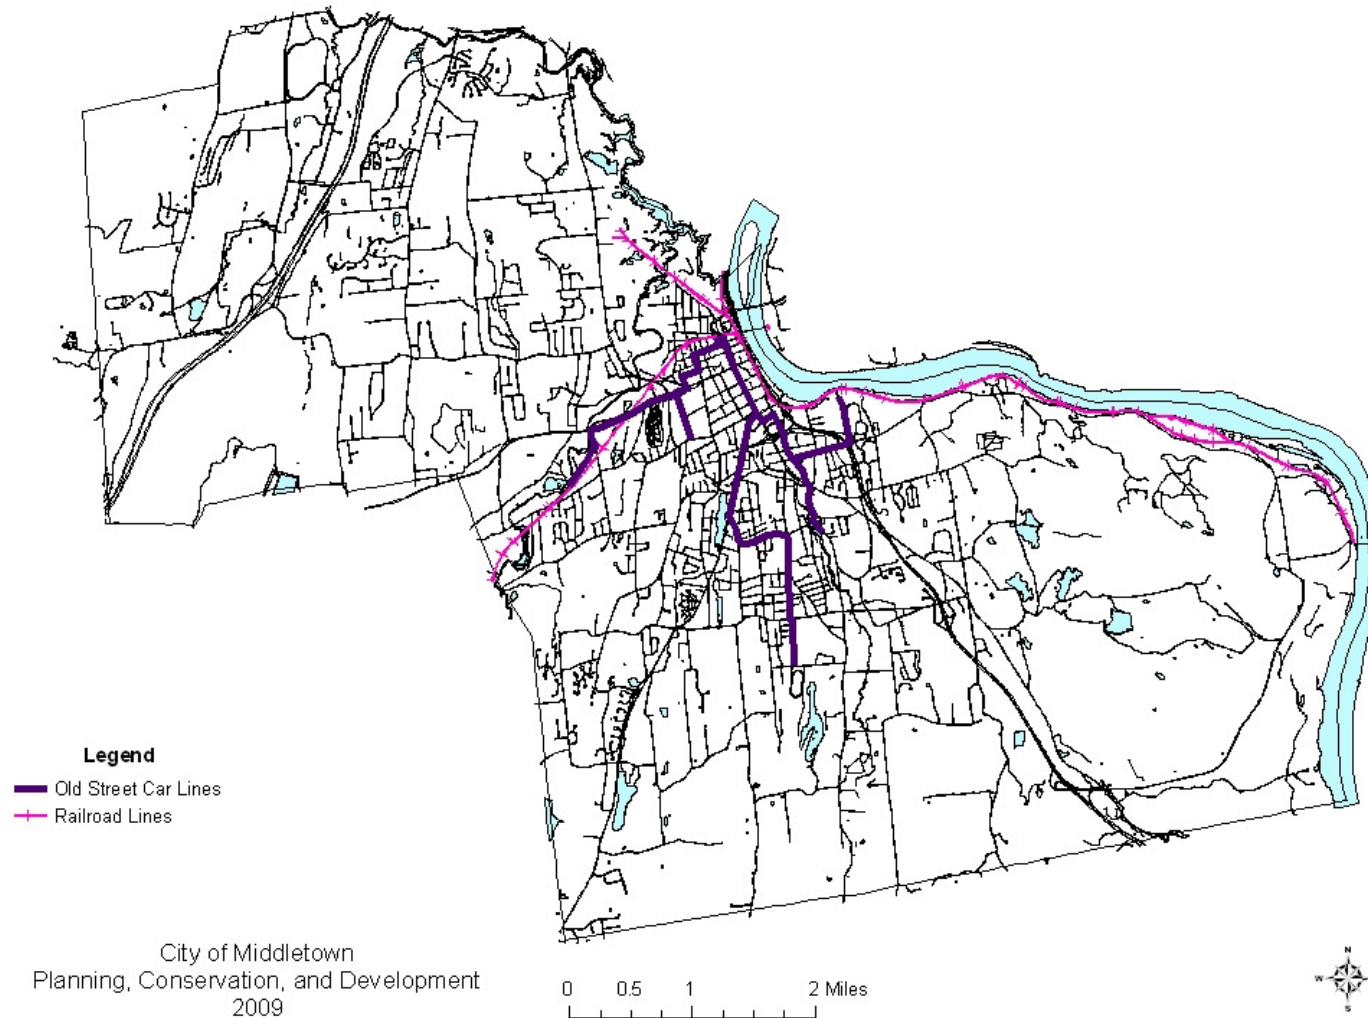 Legend
Old Street Car Lines
Railroad Lines
City of Middletown
Planning, Conservation, and Development
2009
0 0.5 1 2 Miles
N
W E
S